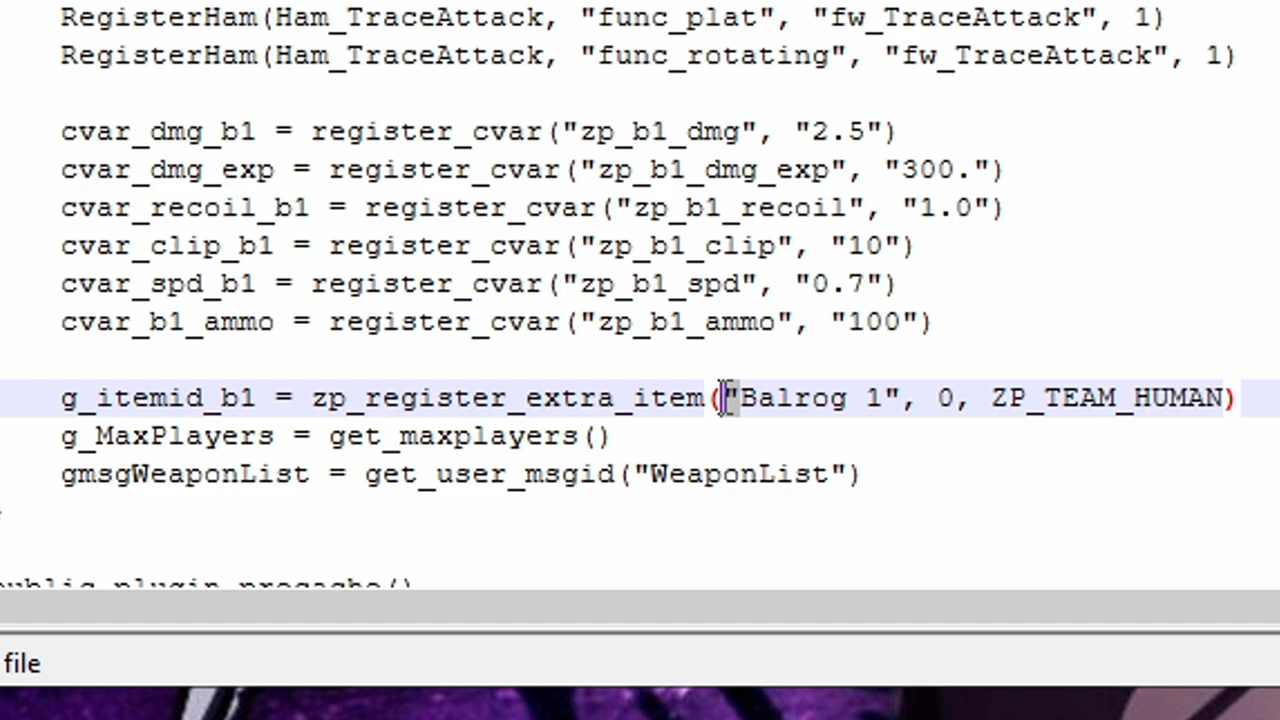 RegisterHam(Ham_TraceAttack, "func_plat", "fw_TraceAttack", 1)
RegisterHam(Ham_TraceAttack, "func_rotating", "fw_TraceAttack", 1)
cvar_dmg_b1 = register_cvar("zp_b1_dmg", "2.5")
cvar_dmg_exp = register_cvar("zp_b1_dmg_exp", "300.")
cvar_recoil_b1 = register_cvar("zp_b1_recoil", "1.0")
cvar_clip_b1 = register_cvar("zp_b1_clip", "10")
cvar_spd_b1 = register_cvar("zp_b1_spd", "0.7")
cvar_b1_ammo = register_cvar("zp_b1_ammo", "100")
g_itemid_b1 = zp_register_extra_item("Balrog 1", 0, ZP_TEAM_HUMAN)
g_MaxPlayers = get_maxplayers()
gmsgWeaponList = get_user_msgid("WeaponList")
public plugin_precache()
file